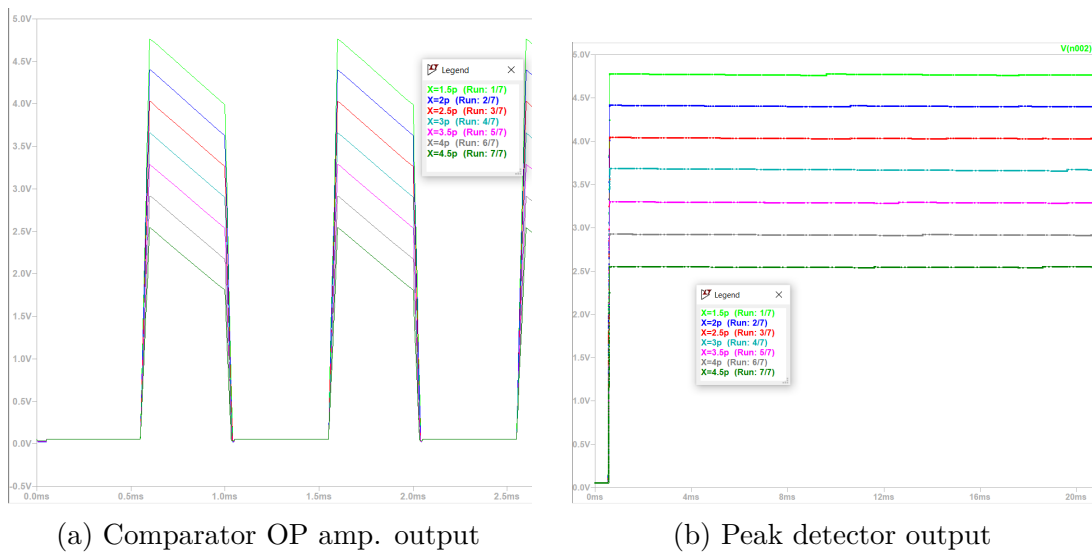 5.0V
4.5V
4.0V
3.5V
3.0V
2.5V
2.0V
1.5V
1.0V
0.5V
0.0V
-0.5V
0.0ms 0.5ms 1.0ms 1.5ms 2.0ms 2.5ms
Legend
X=1.5p (Run: 1/7)
X=2p (Run: 2/7)
X=2.5p (Run: 3/7)
X=3p (Run: 4/7)
X=3.5p (Run: 5/7)
X=4p (Run: 6/7)
X=4.5p (Run: 7/7)
(a) Comparator OP amp. output
V(n002)
5.0V
4.5V
4.0V
3.5V
3.0V
2.5V
2.0V
1.5V
1.0V
0.5V
0.0V
0ms 4ms 8ms 12ms 16ms 20ms
Legend
X=1.5p (Run: 1/7)
X=2p (Run: 2/7)
X=2.5p (Run: 3/7)
X=3p (Run: 4/7)
X=3.5p (Run: 5/7)
X=4p (Run: 6/7)
X=4.5p (Run: 7/7)
(b) Peak detector output